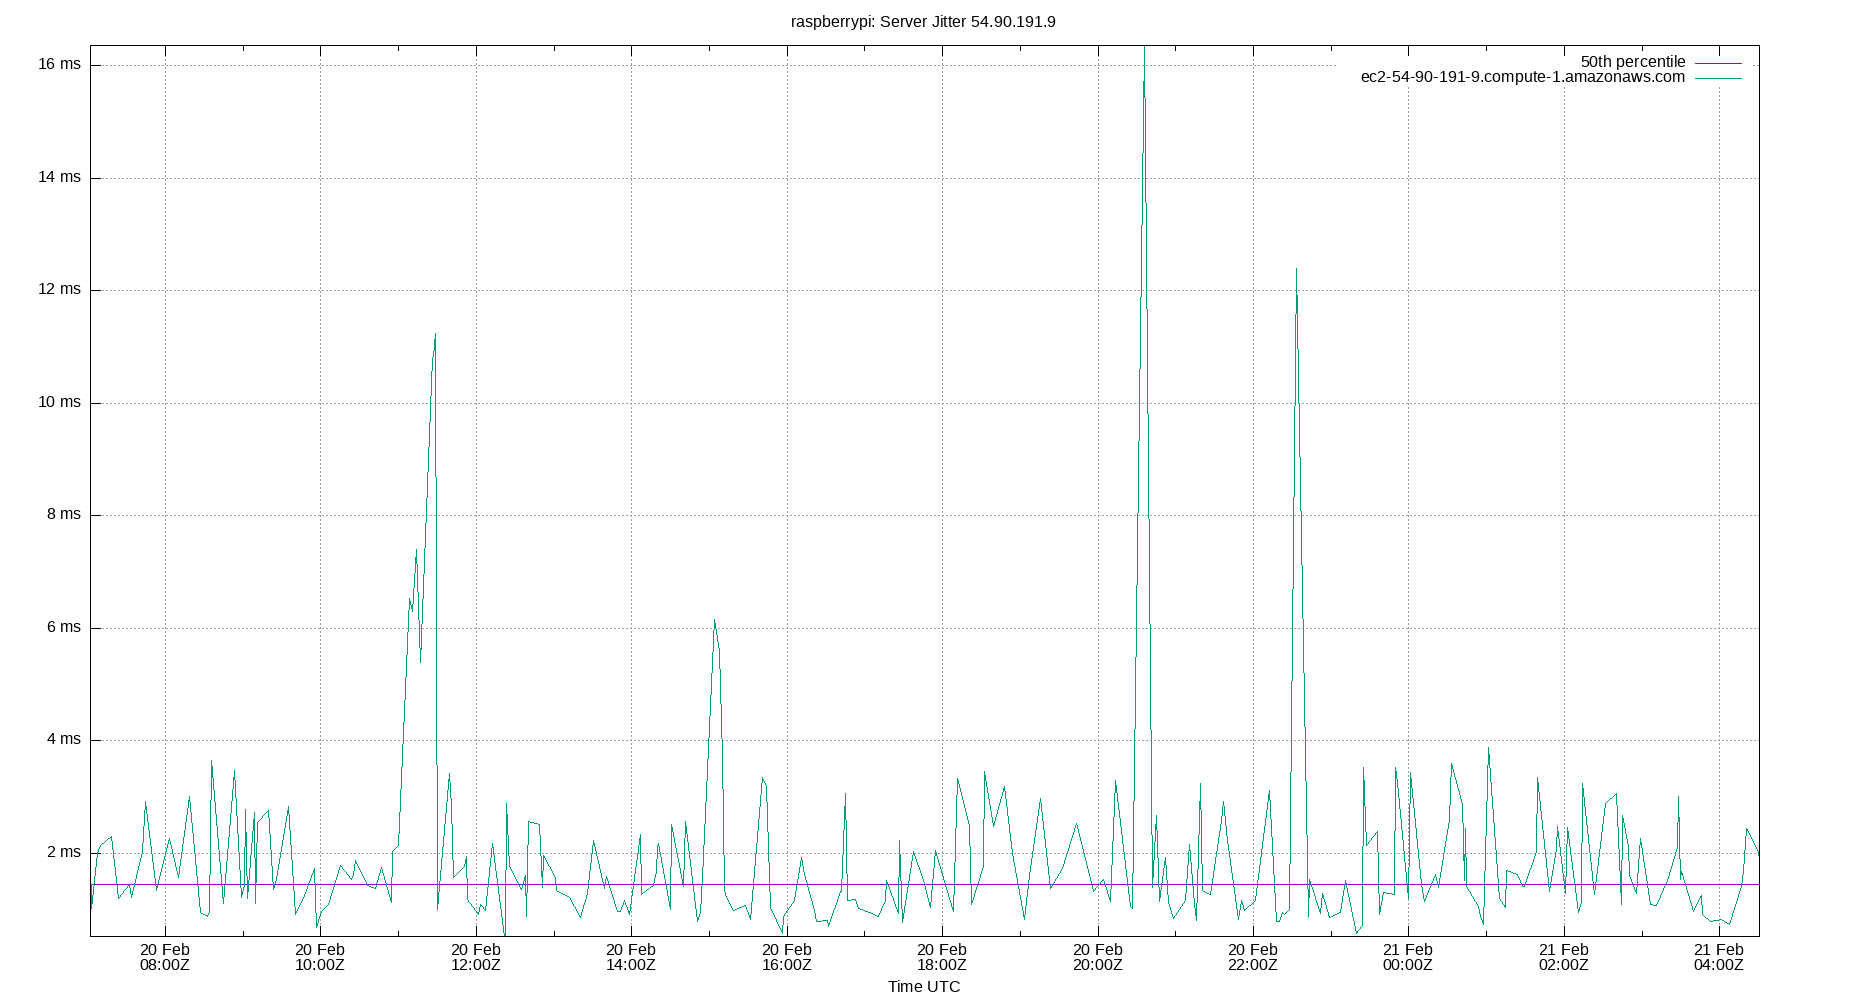 raspberrypi: Server Jitter 54.90.191.9
16 ms
14 ms
12 ms
10 ms
8 ms
6 ms
4 ms
2 ms
50th percentile
ec2-54-90-191-9.compute-1.amazonaws.com
20 Feb 20 Feb 20 Feb 20 Feb 20 Feb 20 Feb 20 Feb 20 Feb 21 Feb 21 Feb 21 Feb
08:00Z 10:00Z 12:00Z 14:00Z 16:00Z 18:00Z 20:00Z 22:00Z 00:00Z 02:00Z 04:00Z
Time UTC